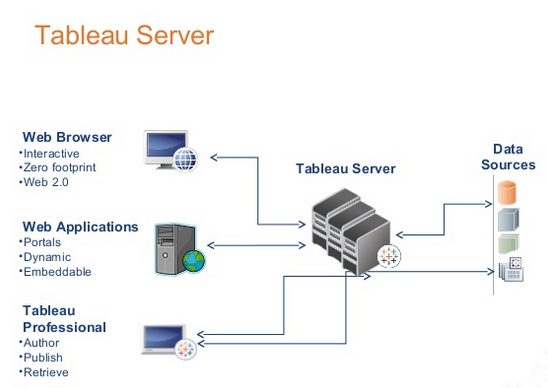 Tableau Server
Web Browser
•Interactive
•Zero footprint
•Web 2.0
Tableau Server
Data
Sources
Web Applications
•Portals
•Dynamic
•Embeddable
Tableau
Professional
•Author
•Publish
•Retrieve